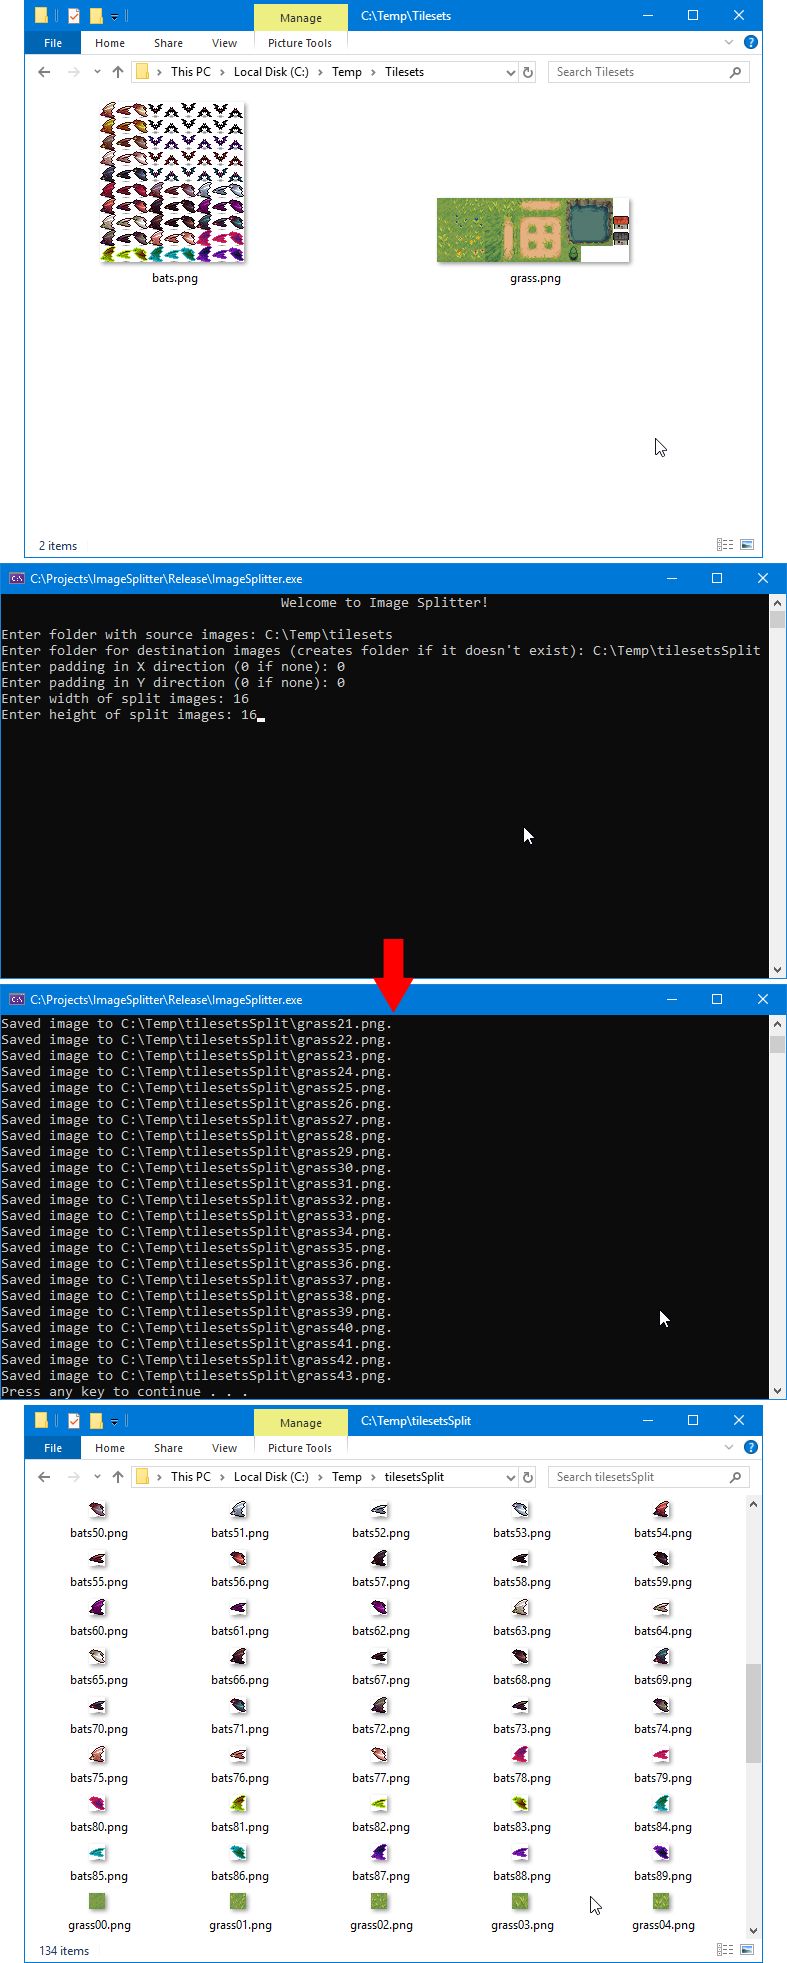 Manage
C:\Temp\Tilesets
File
Home
Share
View
Picture Tools
This PC > Local Disk (C:) > Temp > Tilesets
Search Tilesets
bats.png
grass.png
2 items
C:\Projects\ImageSplitter\Release\ImageSplitter.exe
Welcome to Image Splitter!
Enter folder with source images: C:\Temp\tilesets
Enter folder for destination images (creates folder if it doesn't exist): C:\Temp\tilesetsSplit
Enter padding in X direction (0 if none): 0
Enter padding in Y direction (0 if none): 0
Enter width of split images: 16
Enter height of split images: 16
C:\Projects\ImageSplitter\Release\ImageSplitter.exe
Saved image to C:\Temp\tilesetsSplit\grass21.png.
Saved image to C:\Temp\tilesetsSplit\grass22.png.
Saved image to C:\Temp\tilesetsSplit\grass23.png.
Saved image to C:\Temp\tilesetsSplit\grass24.png.
Saved image to C:\Temp\tilesetsSplit\grass25.png.
Saved image to C:\Temp\tilesetsSplit\grass26.png.
Saved image to C:\Temp\tilesetsSplit\grass27.png.
Saved image to C:\Temp\tilesetsSplit\grass28.png.
Saved image to C:\Temp\tilesetsSplit\grass29.png.
Saved image to C:\Temp\tilesetsSplit\grass30.png.
Saved image to C:\Temp\tilesetsSplit\grass31.png.
Saved image to C:\Temp\tilesetsSplit\grass32.png.
Saved image to C:\Temp\tilesetsSplit\grass33.png.
Saved image to C:\Temp\tilesetsSplit\grass34.png.
Saved image to C:\Temp\tilesetsSplit\grass35.png.
Saved image to C:\Temp\tilesetsSplit\grass36.png.
Saved image to C:\Temp\tilesetsSplit\grass37.png.
Saved image to C:\Temp\tilesetsSplit\grass38.png.
Saved image to C:\Temp\tilesetsSplit\grass39.png.
Saved image to C:\Temp\tilesetsSplit\grass40.png.
Saved image to C:\Temp\tilesetsSplit\grass41.png.
Saved image to C:\Temp\tilesetsSplit\grass42.png.
Saved image to C:\Temp\tilesetsSplit\grass43.png.
Press any key to continue . . .
Manage
C:\Temp\tilesetsSplit
File
Home
Share
View
Picture Tools
This PC > Local Disk (C:) > Temp > tilesetsSplit
Search tilesetsSplit
bats50.png bats51.png bats52.png bats53.png bats54.png
bats55.png bats56.png bats57.png bats58.png bats59.png
bats60.png bats61.png bats62.png bats63.png bats64.png
bats65.png bats66.png bats67.png bats68.png bats69.png
bats70.png bats71.png bats72.png bats73.png bats74.png
bats75.png bats76.png bats77.png bats78.png bats79.png
bats80.png bats81.png bats82.png bats83.png bats84.png
bats85.png bats86.png bats87.png bats88.png bats89.png
grass00.png grass01.png grass02.png grass03.png grass04.png
134 items